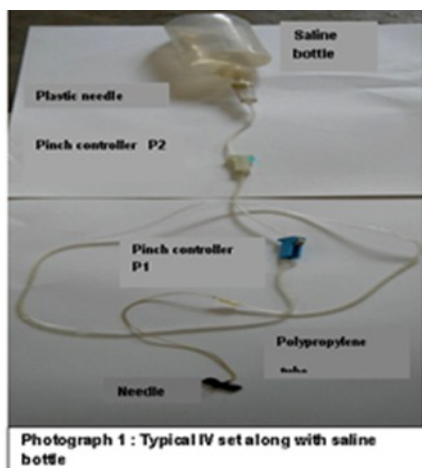 Saline
bottle
Plastic needle
Pinch controller P2
Pinch controller
P1
Polypropylene
tube
Needle
Photograph 1 : Typical IV set along with saline
bottle